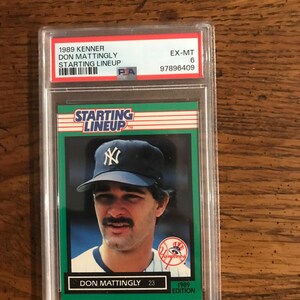 1989 KENNER
DON MATTINGLY EX-MT
STARTING LINEUP 6
PSA 97896409
STARTING
LINEUP
NY
Yankees
1989
EDITION
DON MATTINGLY 23